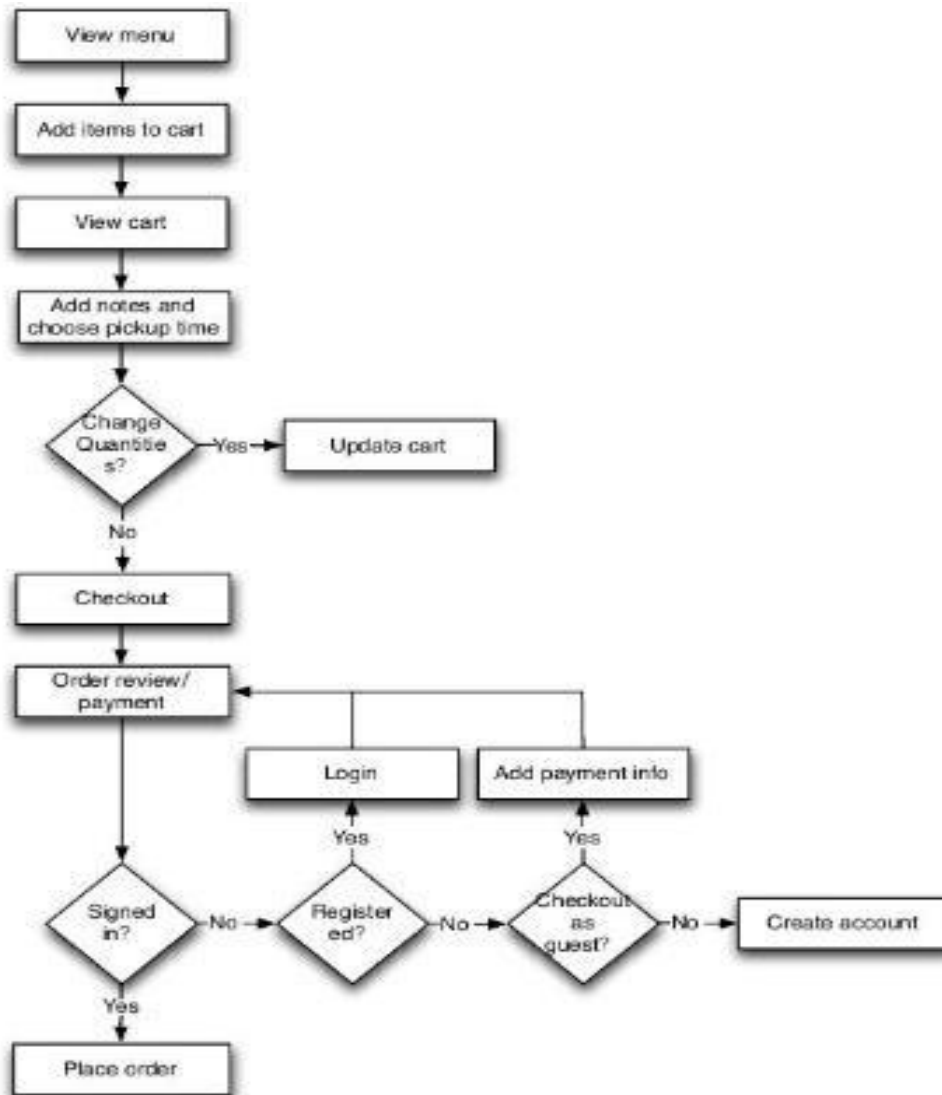 View menu
Add items to cart
View cart
Add notes and
choose pickup time
Change
Quantitie
s?
Yes
Update cart
No
Checkout
Order review/
payment
Login
Add payment info
Yes
Yes
Signed
in?
No
Register
ed?
No
Checkout
as
guest?
No
Create account
Yes
Place order